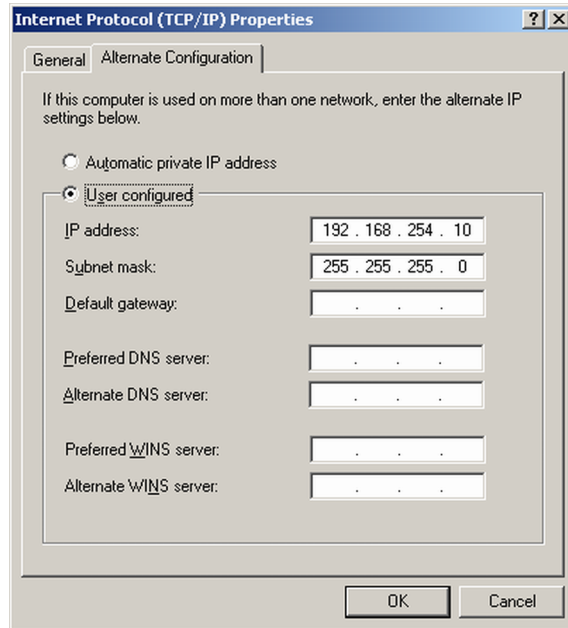 Internet Protocol (TCP/IP) Properties
General
Alternate Configuration
If this computer is used on more than one network, enter the alternate IP
settings below.
Automatic private IP address
User configured
IP address: 192 . 168 . 254 . 10
Subnet mask: 255 . 255 . 255 . 0
Default gateway: . . .
Preferred DNS server: . . .
Alternate DNS server: . . .
Preferred WINS server: . . .
Alternate WINS server: . . .
OK Cancel